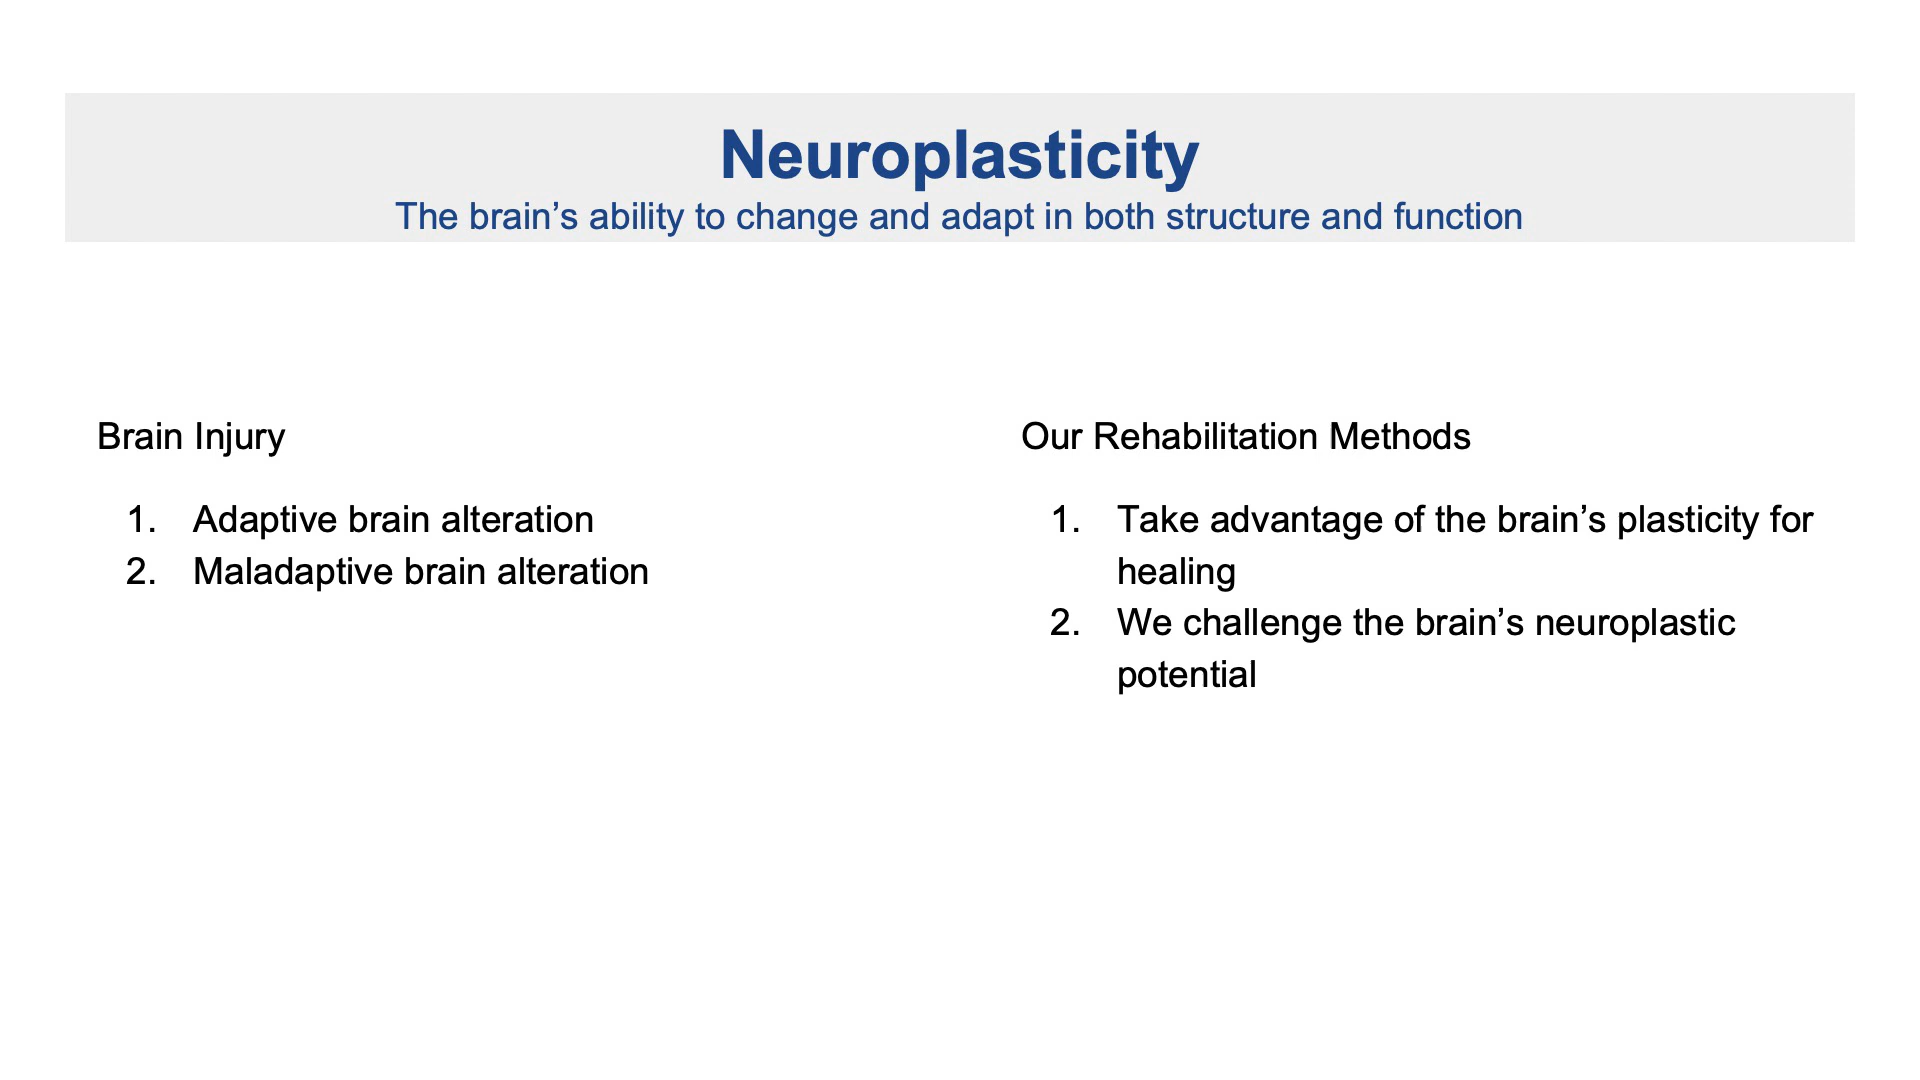 Neuroplasticity
The brain’s ability to change and adapt in both structure and function
Brain Injury
1. Adaptive brain alteration
2. Maladaptive brain alteration
Our Rehabilitation Methods
1. Take advantage of the brain’s plasticity for
healing
2. We challenge the brain’s neuroplastic
potential